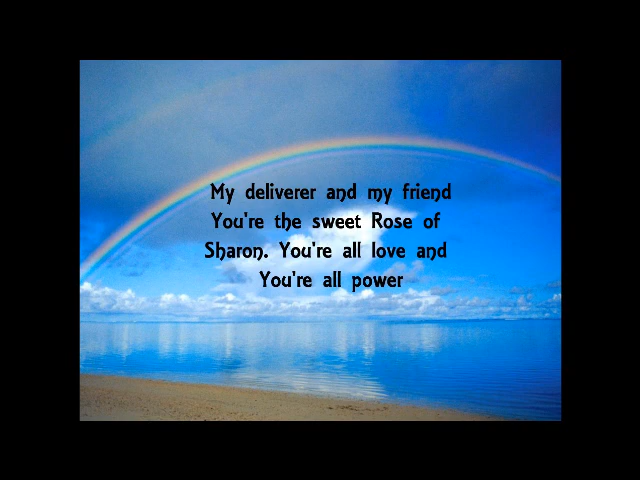 My deliverer and my friend
You're the sweet Rose of
Sharon. You're all love and
You're all power